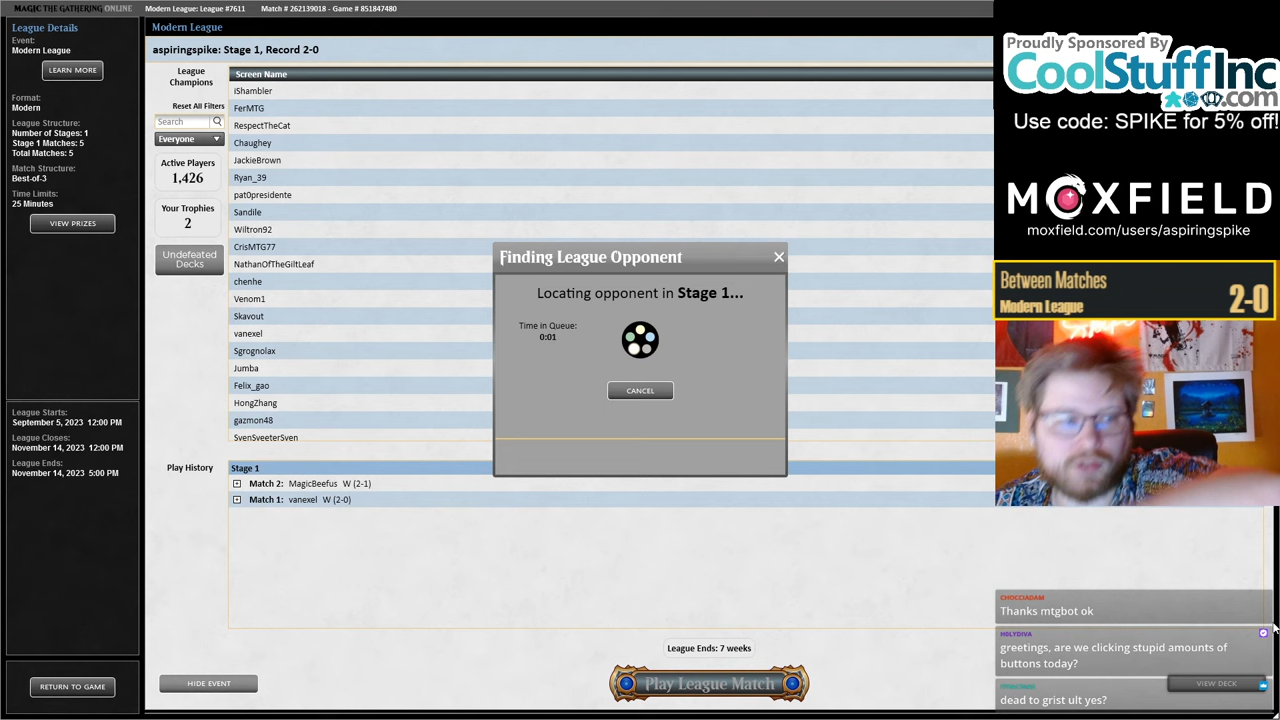 MAGIC THE GATHERING ONLINE
Modern League: League #7611
Match # 262139018 - Game # 851847480
League Details
Event:
Modern League
LEARN MORE
Format:
Modern
League Structure:
Number of Stages: 1
Stage 1 Matches: 5
Total Matches: 5
Match Structure:
Best-of-3
Time Limits:
25 Minutes
VIEW PRIZES
League Starts:
September 5, 2023 12:00 PM
League Closes:
November 14, 2023 12:00 PM
League Ends:
November 14, 2023 5:00 PM
RETURN TO GAME
Modern League
aspiringspike: Stage 1, Record 2-0
League
Champions
Reset All Filters
Search
Everyone
Active Players
1,426
Your Trophies
2
Undefeated
Decks
Screen Name
iShambler
FerMTG
RespectTheCat
Chaughey
JackieBrown
Ryan_39
pat0presidente
Sandile
Wiltron92
CrisMTG77
NathanOfTheGiltLeaf
chenhe
Venom1
Skavout
vanexel
Sgrognolax
Jumba
Felix_gao
HongZhang
gazmon48
SvenSveeterSven
Finding League Opponent
Locating opponent in Stage 1...
Time in Queue:
0:01
CANCEL
Play History
Stage 1
Match 2: MagicBeefus W (2-1)
Match 1: vanexel W (2-0)
League Ends: 7 weeks
HIDE EVENT
Play League Match
VIEW DECK
Proudly Sponsored By
CoolStuffInc
.com
Use code: SPIKE for 5% off!
MOXFIELD
moxfield.com/users/aspiringspike
Between Matches
Modern League
2-0
CHOCCIADAM
Thanks mtgbot ok
H0LYDIVA
greetings, are we clicking stupid amounts of
buttons today?
dead to grist ult yes?